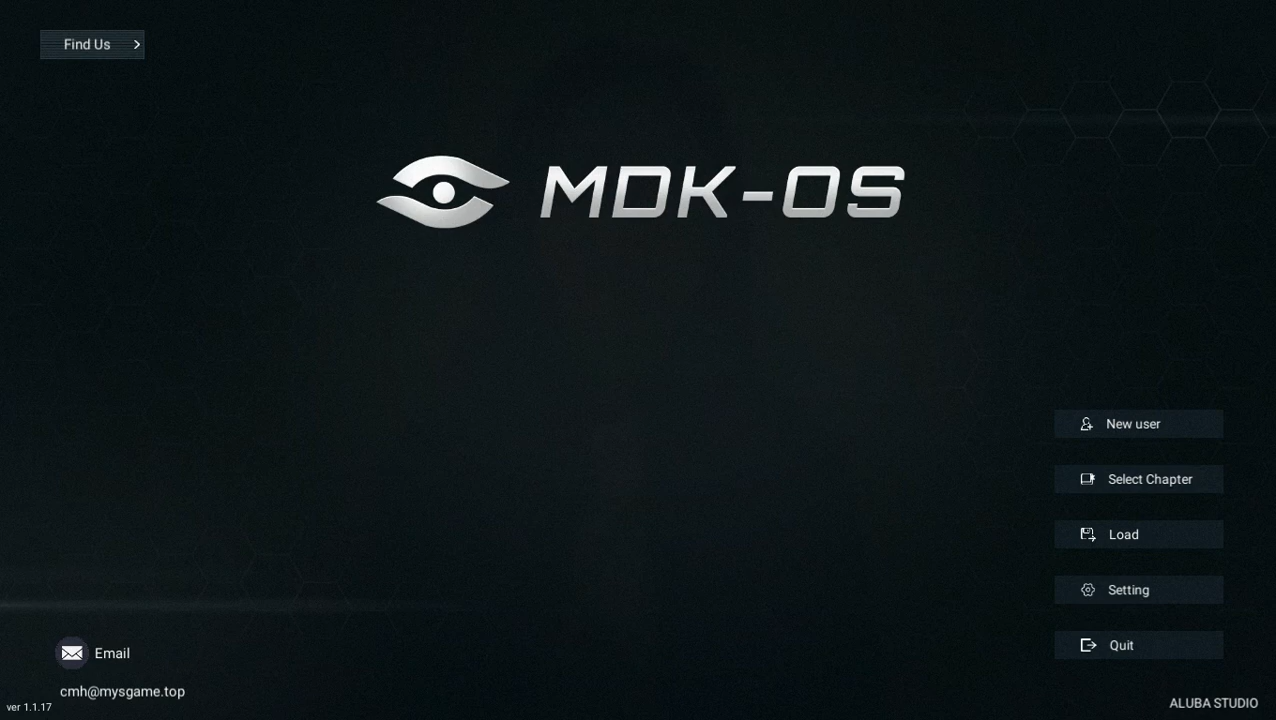 Find Us
MDK-OS
New user
Select Chapter
Load
Setting
Quit
Email
cmh@mysgame.top
ver 1.1.17
ALUBA STUDIO